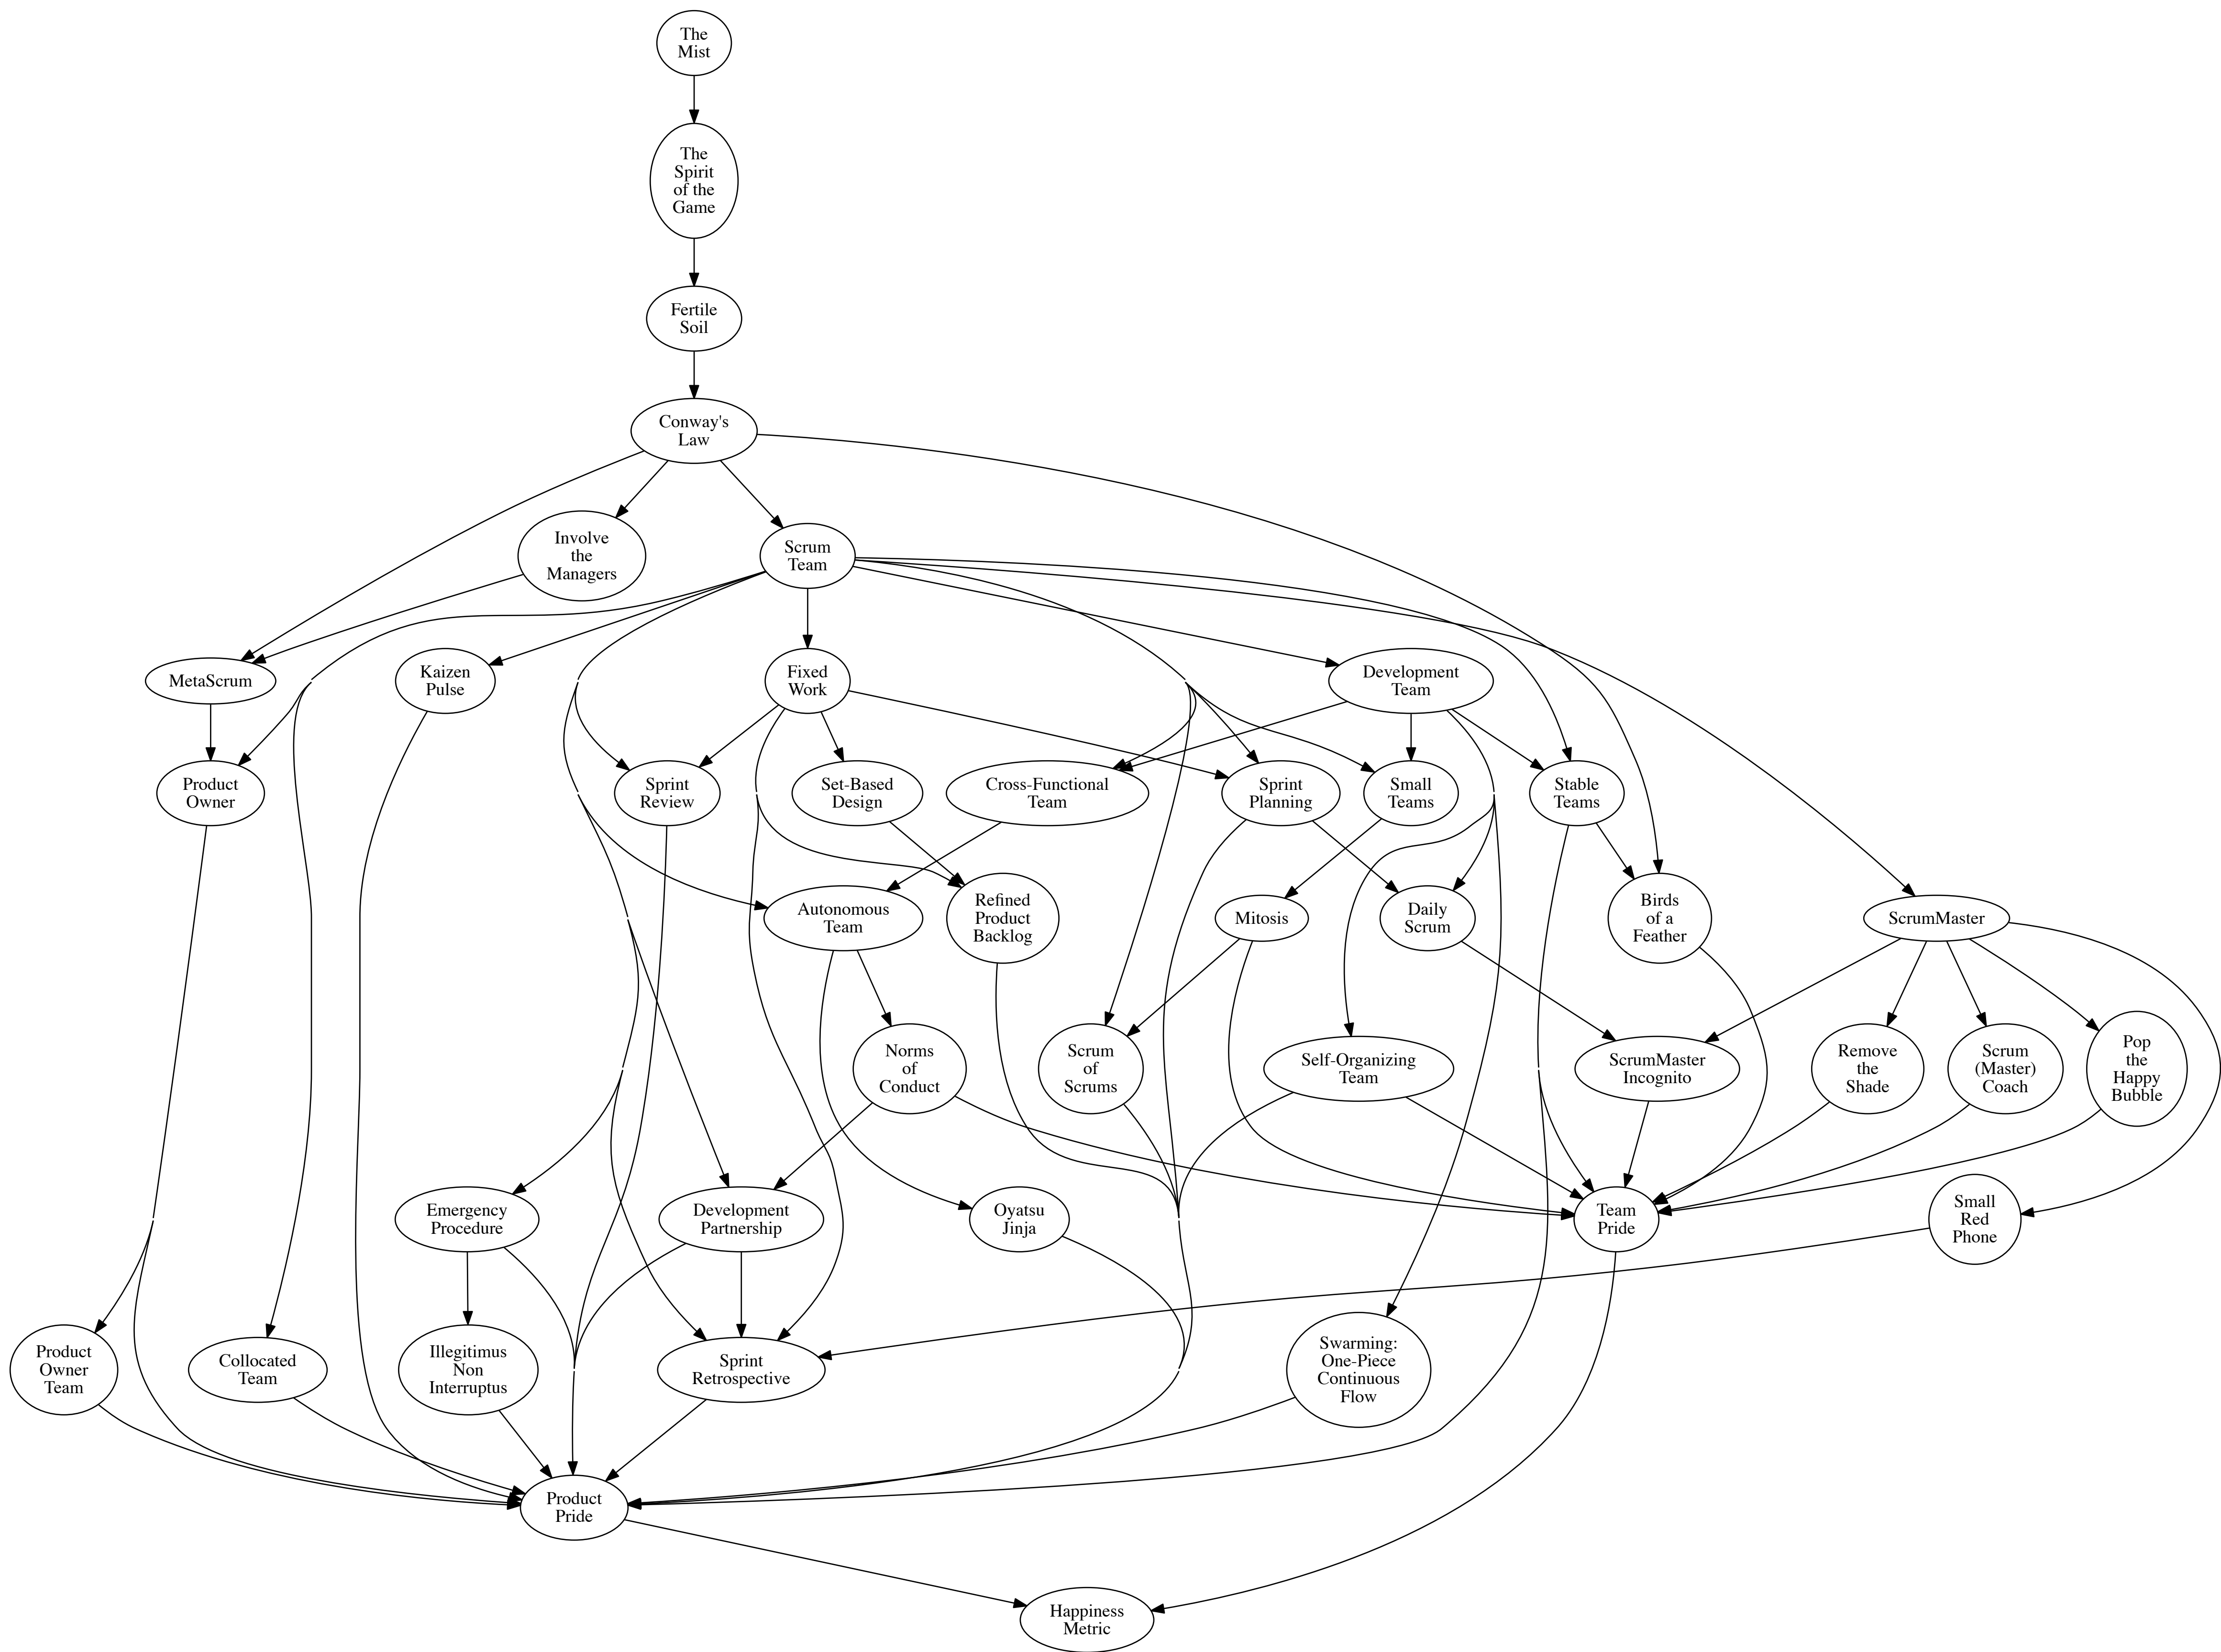 The
Mist
The
Spirit
of the
Game
Fertile
Soil
Conway's
Law
Involve
the
Managers
Scrum
Team
MetaScrum
Kaizen
Pulse
Fixed
Work
Development
Team
Product
Owner
Sprint
Review
Set-Based
Design
Cross-Functional
Team
Sprint
Planning
Small
Teams
Stable
Teams
Autonomous
Team
Refined
Product
Backlog
Mitosis
Daily
Scrum
Birds
of a
Feather
ScrumMaster
Norms
of
Conduct
Scrum
of
Scrums
Self-Organizing
Team
ScrumMaster
Incognito
Remove
the
Shade
Scrum
(Master)
Coach
Pop
the
Happy
Bubble
Emergency
Procedure
Development
Partnership
Oyatsu
Jinja
Team
Pride
Small
Red
Phone
Product
Owner
Team
Collocated
Team
Illegitimus
Non
Interruptus
Sprint
Retrospective
Swarming:
One-Piece
Continuous
Flow
Product
Pride
Happiness
Metric